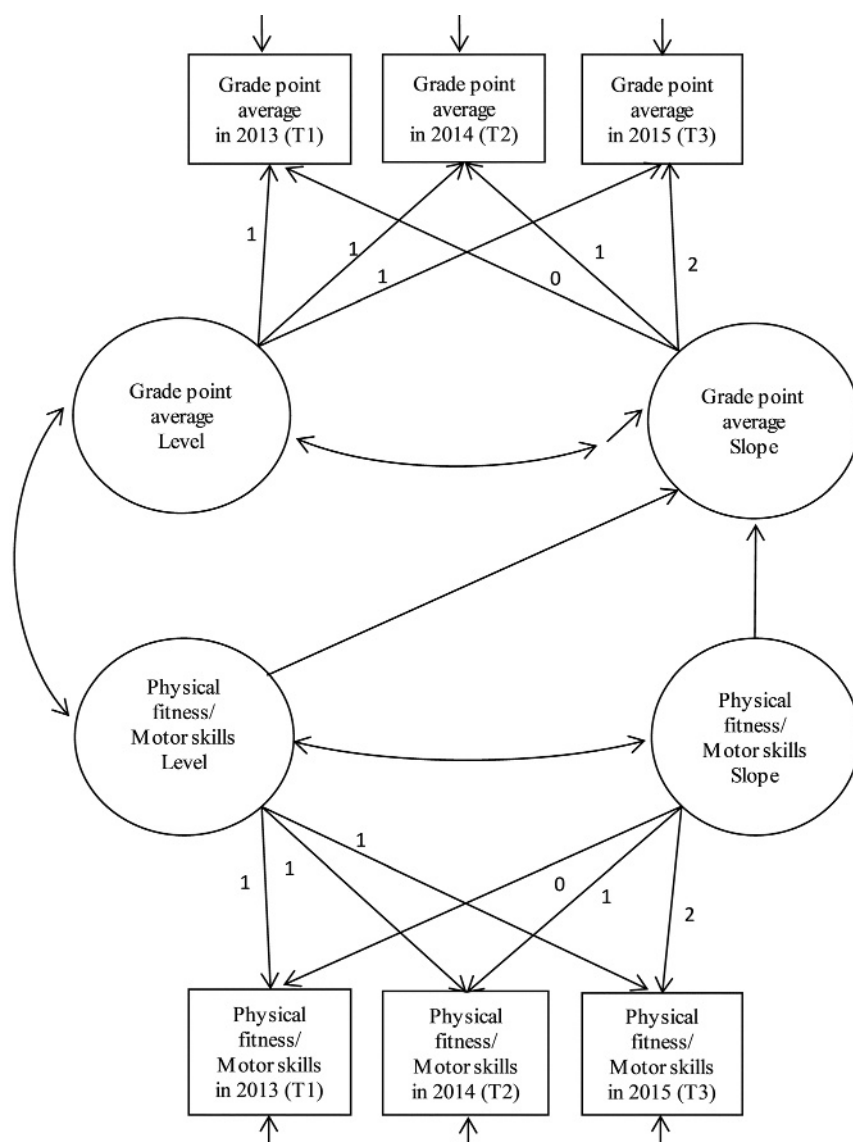 Grade point
average
in 2013 (T1)
Grade point
average
in 2014 (T2)
Grade point
average
in 2015 (T3)
1
1
1
0
1
2
Grade point
average
Level
Grade point
average
Slope
Physical
fitness/
Motor skills
Level
Physical
fitness/
Motor skills
Slope
1
1
1
0
1
2
Physical
fitness/
Motor skills
in 2013 (T1)
Physical
fitness/
Motor skills
in 2014 (T2)
Physical
fitness/
Motor skills
in 2015 (T3)